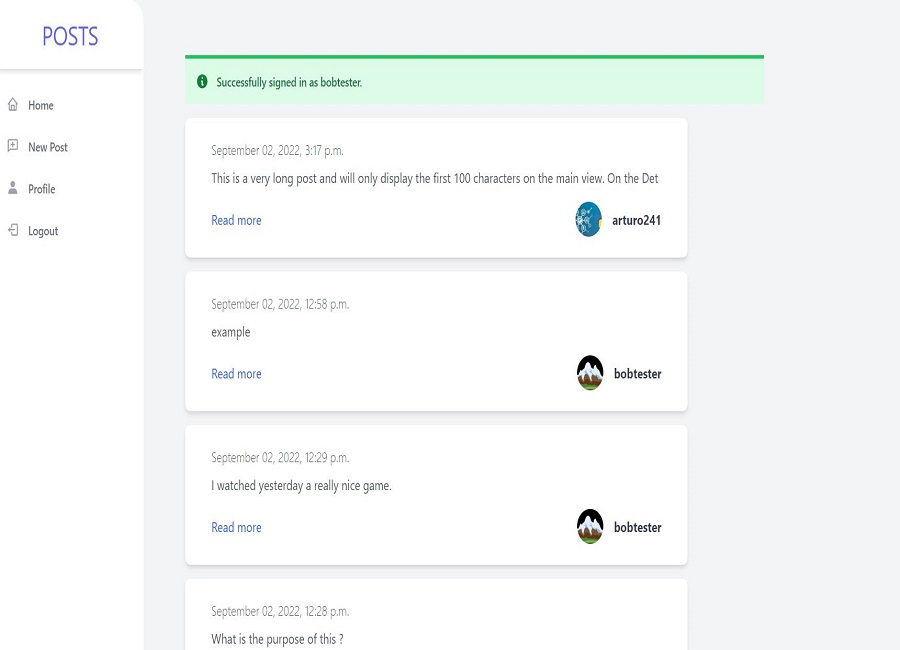 POSTS
Home
New Post
Profile
Logout
Successfully signed in as bobtester.
September 02, 2022, 3:17 p.m.
This is a very long post and will only display the first 100 characters on the main view. On the Det
Read more
arturo241
September 02, 2022, 12:58 p.m.
example
Read more
bobtester
September 02, 2022, 12:29 p.m.
I watched yesterday a really nice game.
Read more
bobtester
September 02, 2022, 12:28 p.m.
What is the purpose of this ?